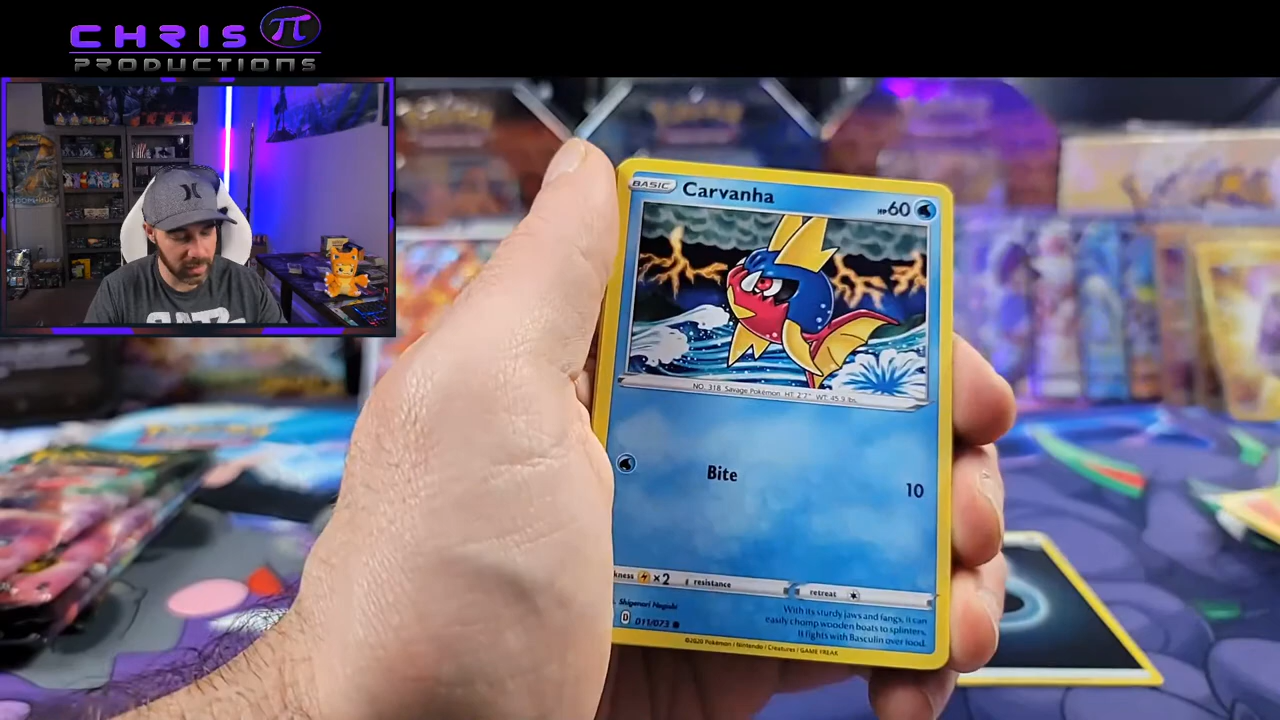 CHRIS π
PRODUCTIONS
BASIC Carvanha HP60
NO. 318 Savage Pokémon HT: 2'7" WT: 45.9 lbs.
Bite 10
kness ×2 resistance
retreat
Shigenori Negishi
With its sturdy jaws and fangs, it can
easily chomp wooden boats to splinters.
It fights with Basculin over food.
D 011/073
©2020 Pokémon / Nintendo / Creatures / GAME FREAK